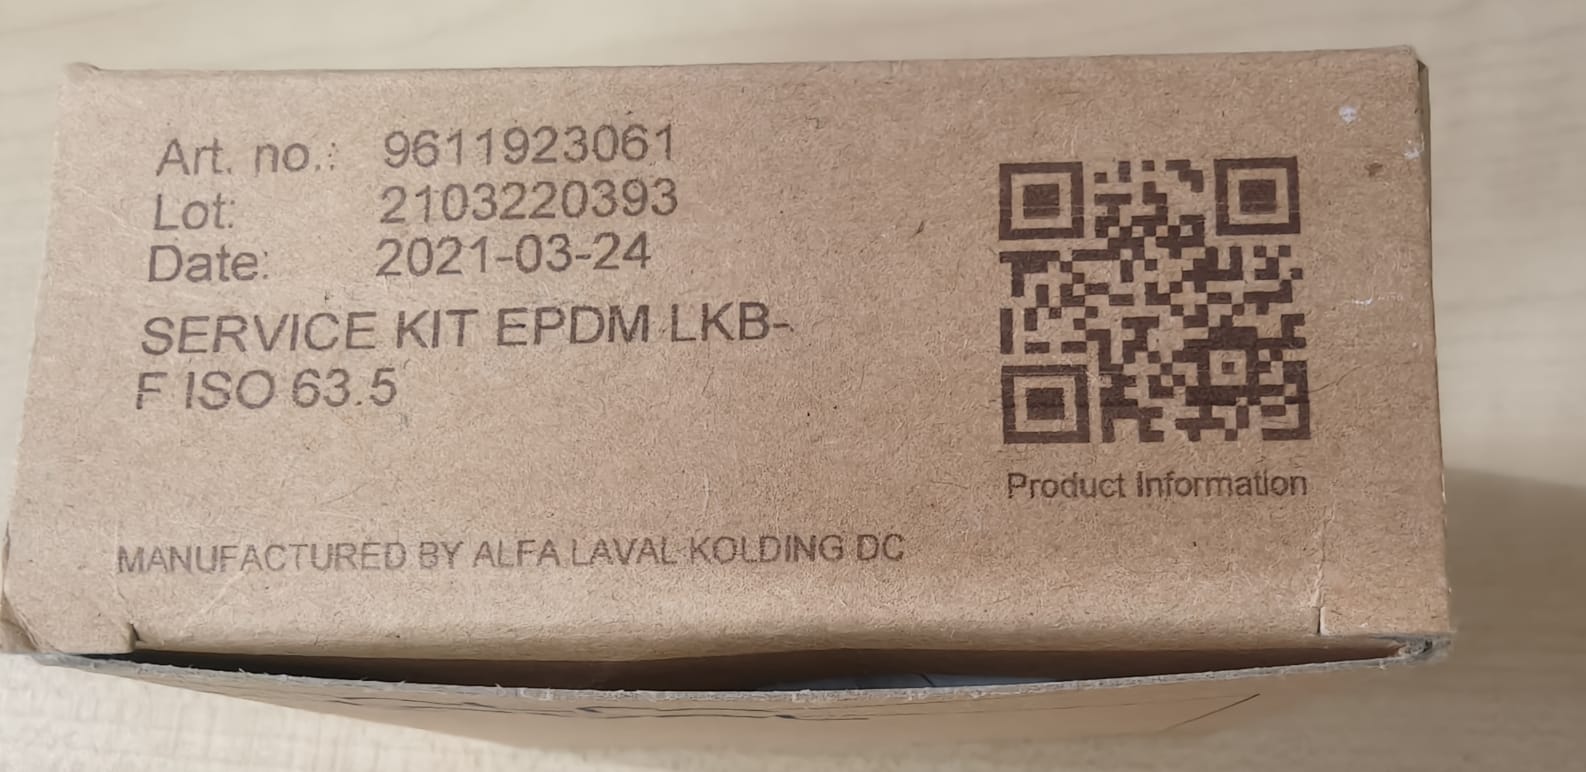 Art. no.: 9611923061
Lot: 2103220393
Date: 2021-03-24
SERVICE KIT EPDM LKB-
F ISO 63.5
Product Information
MANUFACTURED BY ALFA LAVAL KOLDING DC